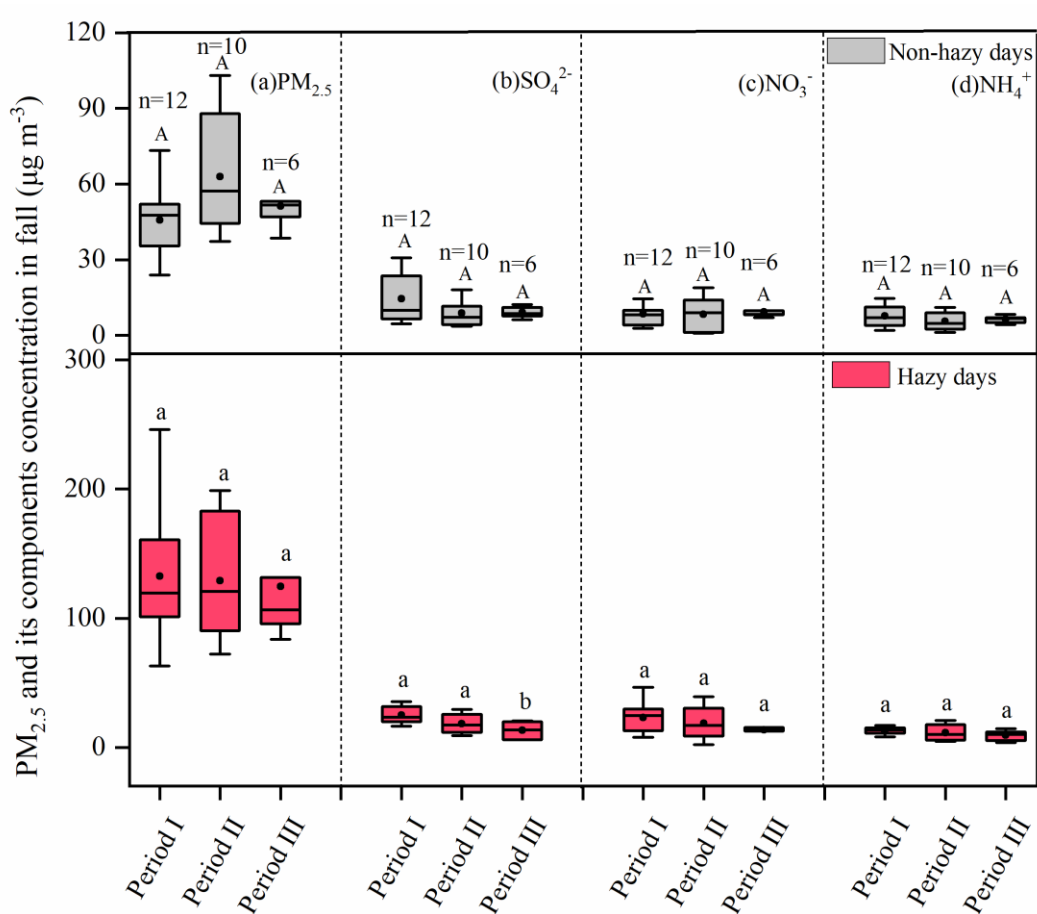 PM2.5 and its components concentration in fall (μg m-3)
120
90
60
30
0
300
200
100
0
n=12
A
n=10
A
n=6
A
(a)PM2.5
n=12
A
n=10
A
n=6
A
(b)SO42-
n=12
A
n=10
A
n=6
A
(c)NO3-
Non-hazy days
(d)NH4+
n=12
A
n=10
A
n=6
A
Hazy days
a
a
a
a
a
b
a
a
a
a
a
a
Period I
Period II
Period III
Period I
Period II
Period III
Period I
Period II
Period III
Period I
Period II
Period III